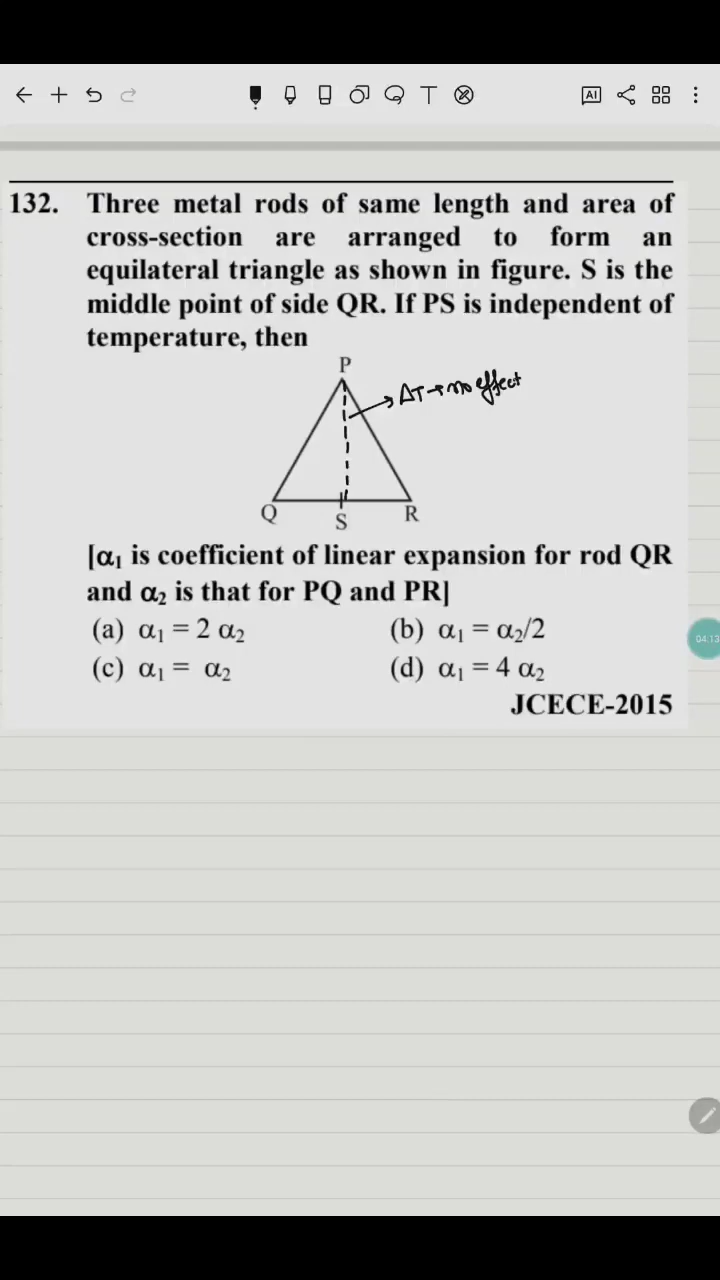 T
AI
132. Three metal rods of same length and area of
cross-section are arranged to form an
equilateral triangle as shown in figure. S is the
middle point of side QR. If PS is independent of
temperature, then
P
ΔT → no effect
Q
S
R
[α₁ is coefficient of linear expansion for rod QR
and α₂ is that for PQ and PR]
(a) α₁ = 2 α₂ (b) α₁ = α₂/2
04:13
(c) α₁ = α₂ (d) α₁ = 4 α₂
JCECE-2015